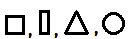 □, ▯, △, ○